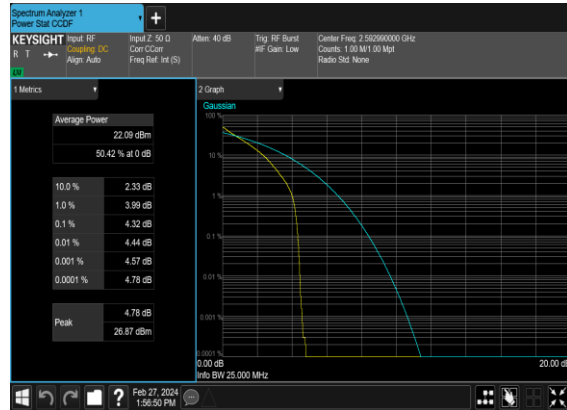 Spectrum Analyzer 1
Power Stat CCDF
KEYSIGHT
R T
LXI
Input: RF
Coupling: DC
Align: Auto
Input Z: 50 Ω
Corr CCorr
Freq Ref: Int (S)
Atten: 40 dB
Trig: RF Burst
#IF Gain: Low
Center Freq: 2.592990000 GHz
Counts: 1.00 M/1.00 Mpt
Radio Std: None
1 Metrics
Average Power
22.09 dBm
50.42 % at 0 dB
10.0 % 2.33 dB
1.0 % 3.99 dB
0.1 % 4.32 dB
0.01 % 4.44 dB
0.001 % 4.57 dB
0.0001 % 4.78 dB
Peak
4.78 dB
26.87 dBm
2 Graph
Gaussian
100 %
10 %
1 %
0.1 %
0.01 %
0.001 %
0.0001 %
0.00 dB
20.00 dB
Info BW 25.000 MHz
Feb 27, 2024
1:56:50 PM